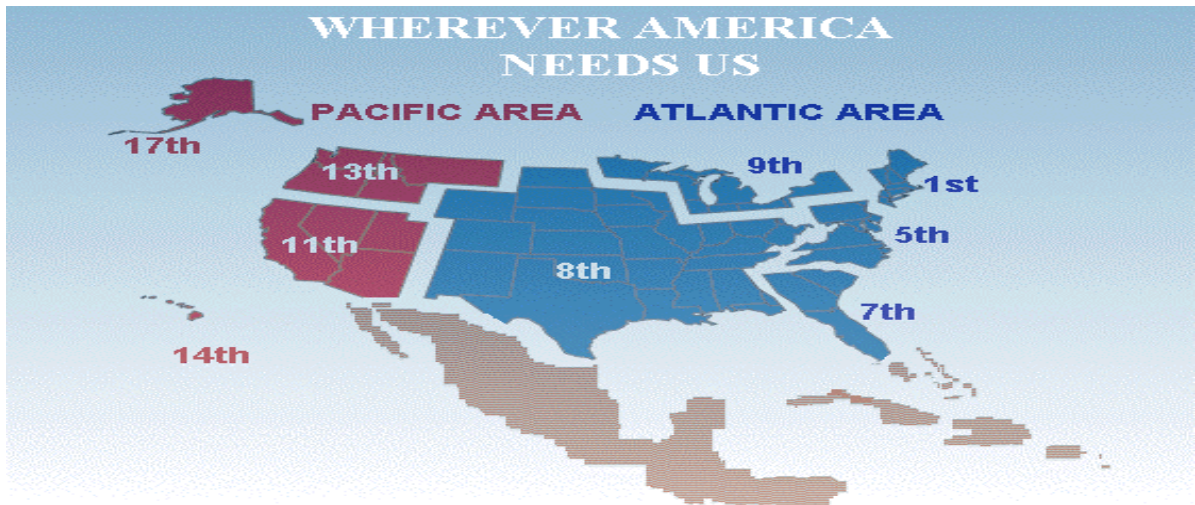 WHEREVER AMERICA
NEEDS US
PACIFIC AREA
ATLANTIC AREA
17th
13th
9th
1st
5th
11th
8th
7th
14th